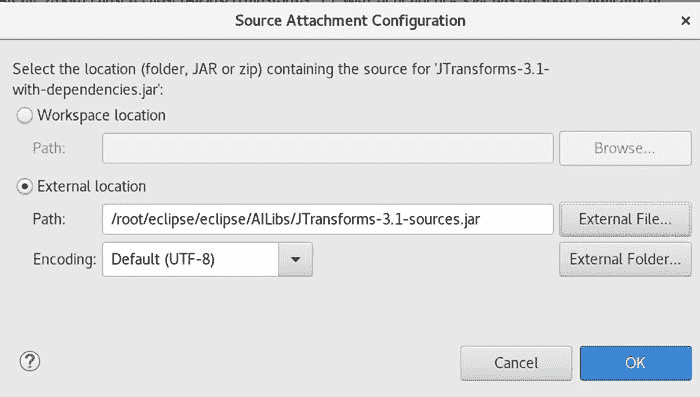 Source Attachment Configuration
×
Select the location (folder, JAR or zip) containing the source for 'JTransforms-3.1-
with-dependencies.jar':
Workspace location
Path: Browse...
External location
Path: /root/eclipse/eclipse/AILibs/JTransforms-3.1-sources.jar External File...
Encoding: Default (UTF-8) External Folder...
? Cancel OK